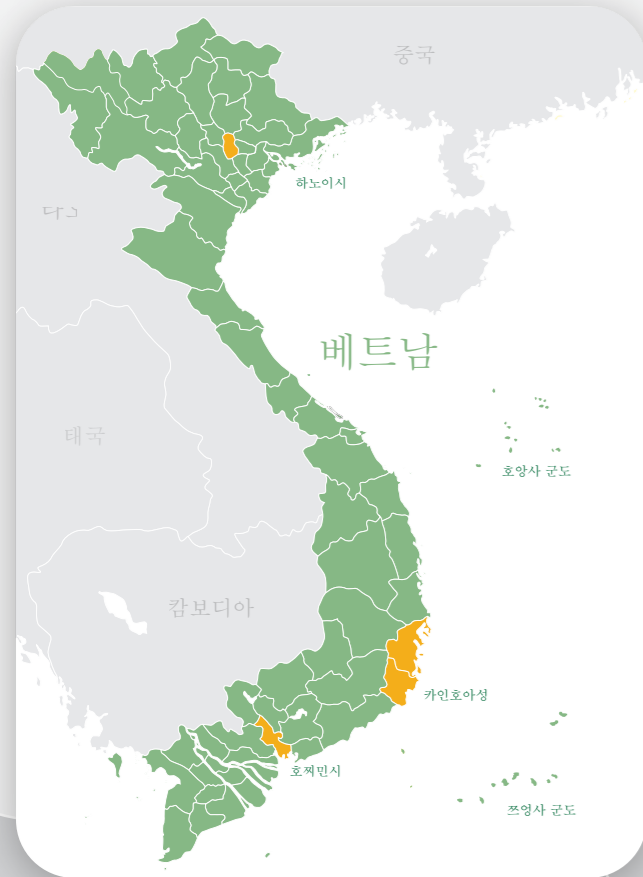 중국
하노이시
베트남
태국
호앙사 군도
캄보디아
카인호아성
호찌민시
쯔엉사 군도